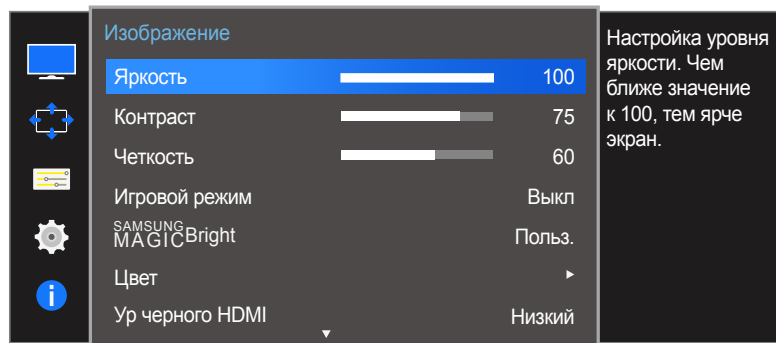 Изображение
Яркость 100
Контраст 75
Четкость 60
Игровой режим Выкл
SAMSUNG
MAGICBright Польз.
Цвет
Ур черного HDMI Низкий
Настройка уровня
яркости. Чем
ближе значение
к 100, тем ярче
экран.
i